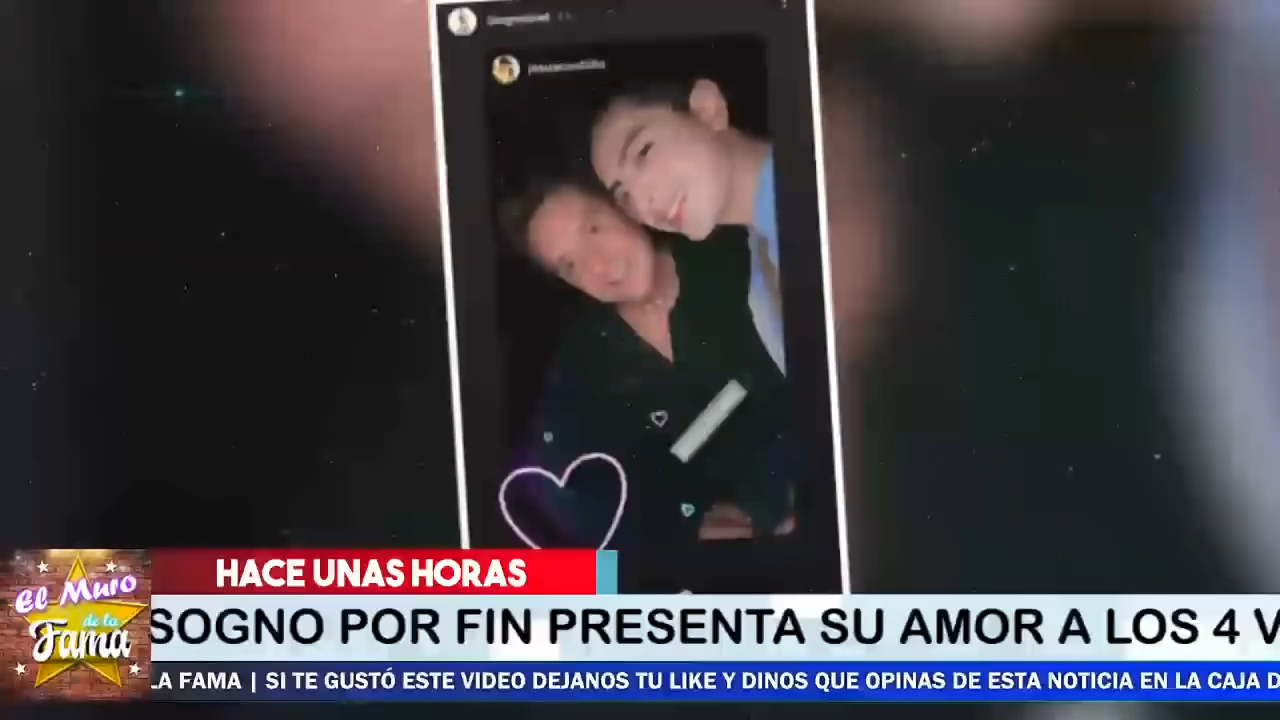 HACE UNAS HORAS
El Muro
de la
Fama
SOGNO POR FIN PRESENTA SU AMOR A LOS 4 V
LA FAMA | SI TE GUSTÓ ESTE VIDEO DEJANOS TU LIKE Y DINOS QUE OPINAS DE ESTA NOTICIA EN LA CAJA D